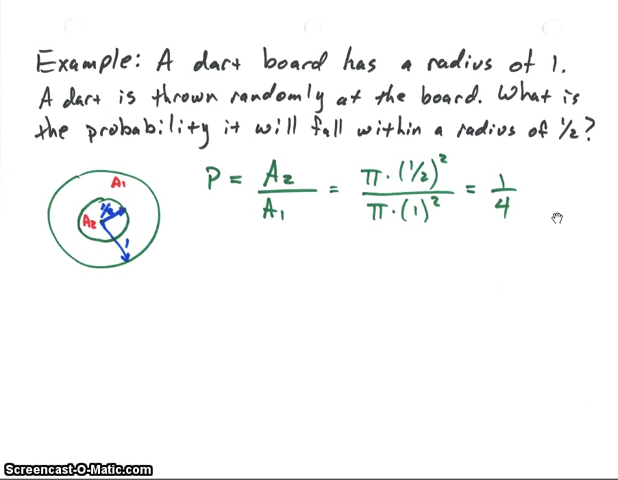 Example: A dart board has a radius of 1.
A dart is thrown randomly at the board. What is
the probability it will fall within a radius of 1/2?
P = A2/A1 = π·(1/2)²/π·(1)² = 1/4
A1
1/2
A2
1
Screencast-O-Matic.com